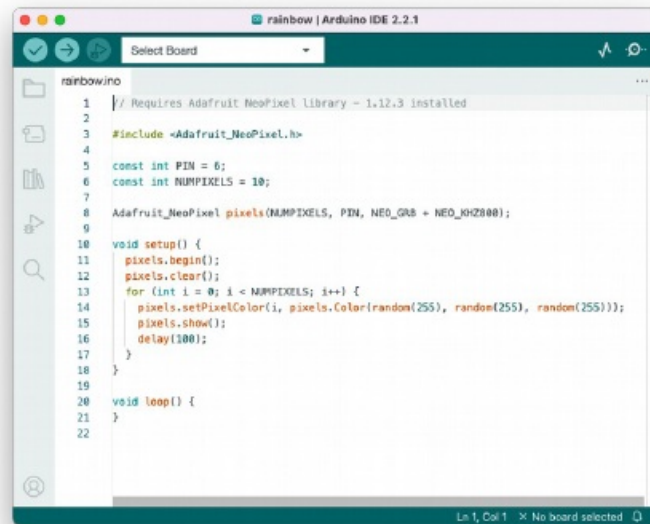 rainbow | Arduino IDE 2.2.1
Select Board
rainbow.ino
1 // Requires Adafruit NeoPixel library - 1.12.3 installed
2
3 #include <Adafruit_NeoPixel.h>
4
5 const int PIN = 6;
6 const int NUMPIXELS = 10;
7
8 Adafruit_NeoPixel pixels(NUMPIXELS, PIN, NEO_GRB + NEO_KHZ800);
9
10 void setup() {
11 pixels.begin();
12 pixels.clear();
13 for (int i = 0; i < NUMPIXELS; i++) {
14 pixels.setPixelColor(i, pixels.Color(random(255), random(255), random(255)));
15 pixels.show();
16 delay(100);
17 }
18 }
19
20 void loop() {
21 }
22
Ln 1, Col 1 × No board selected